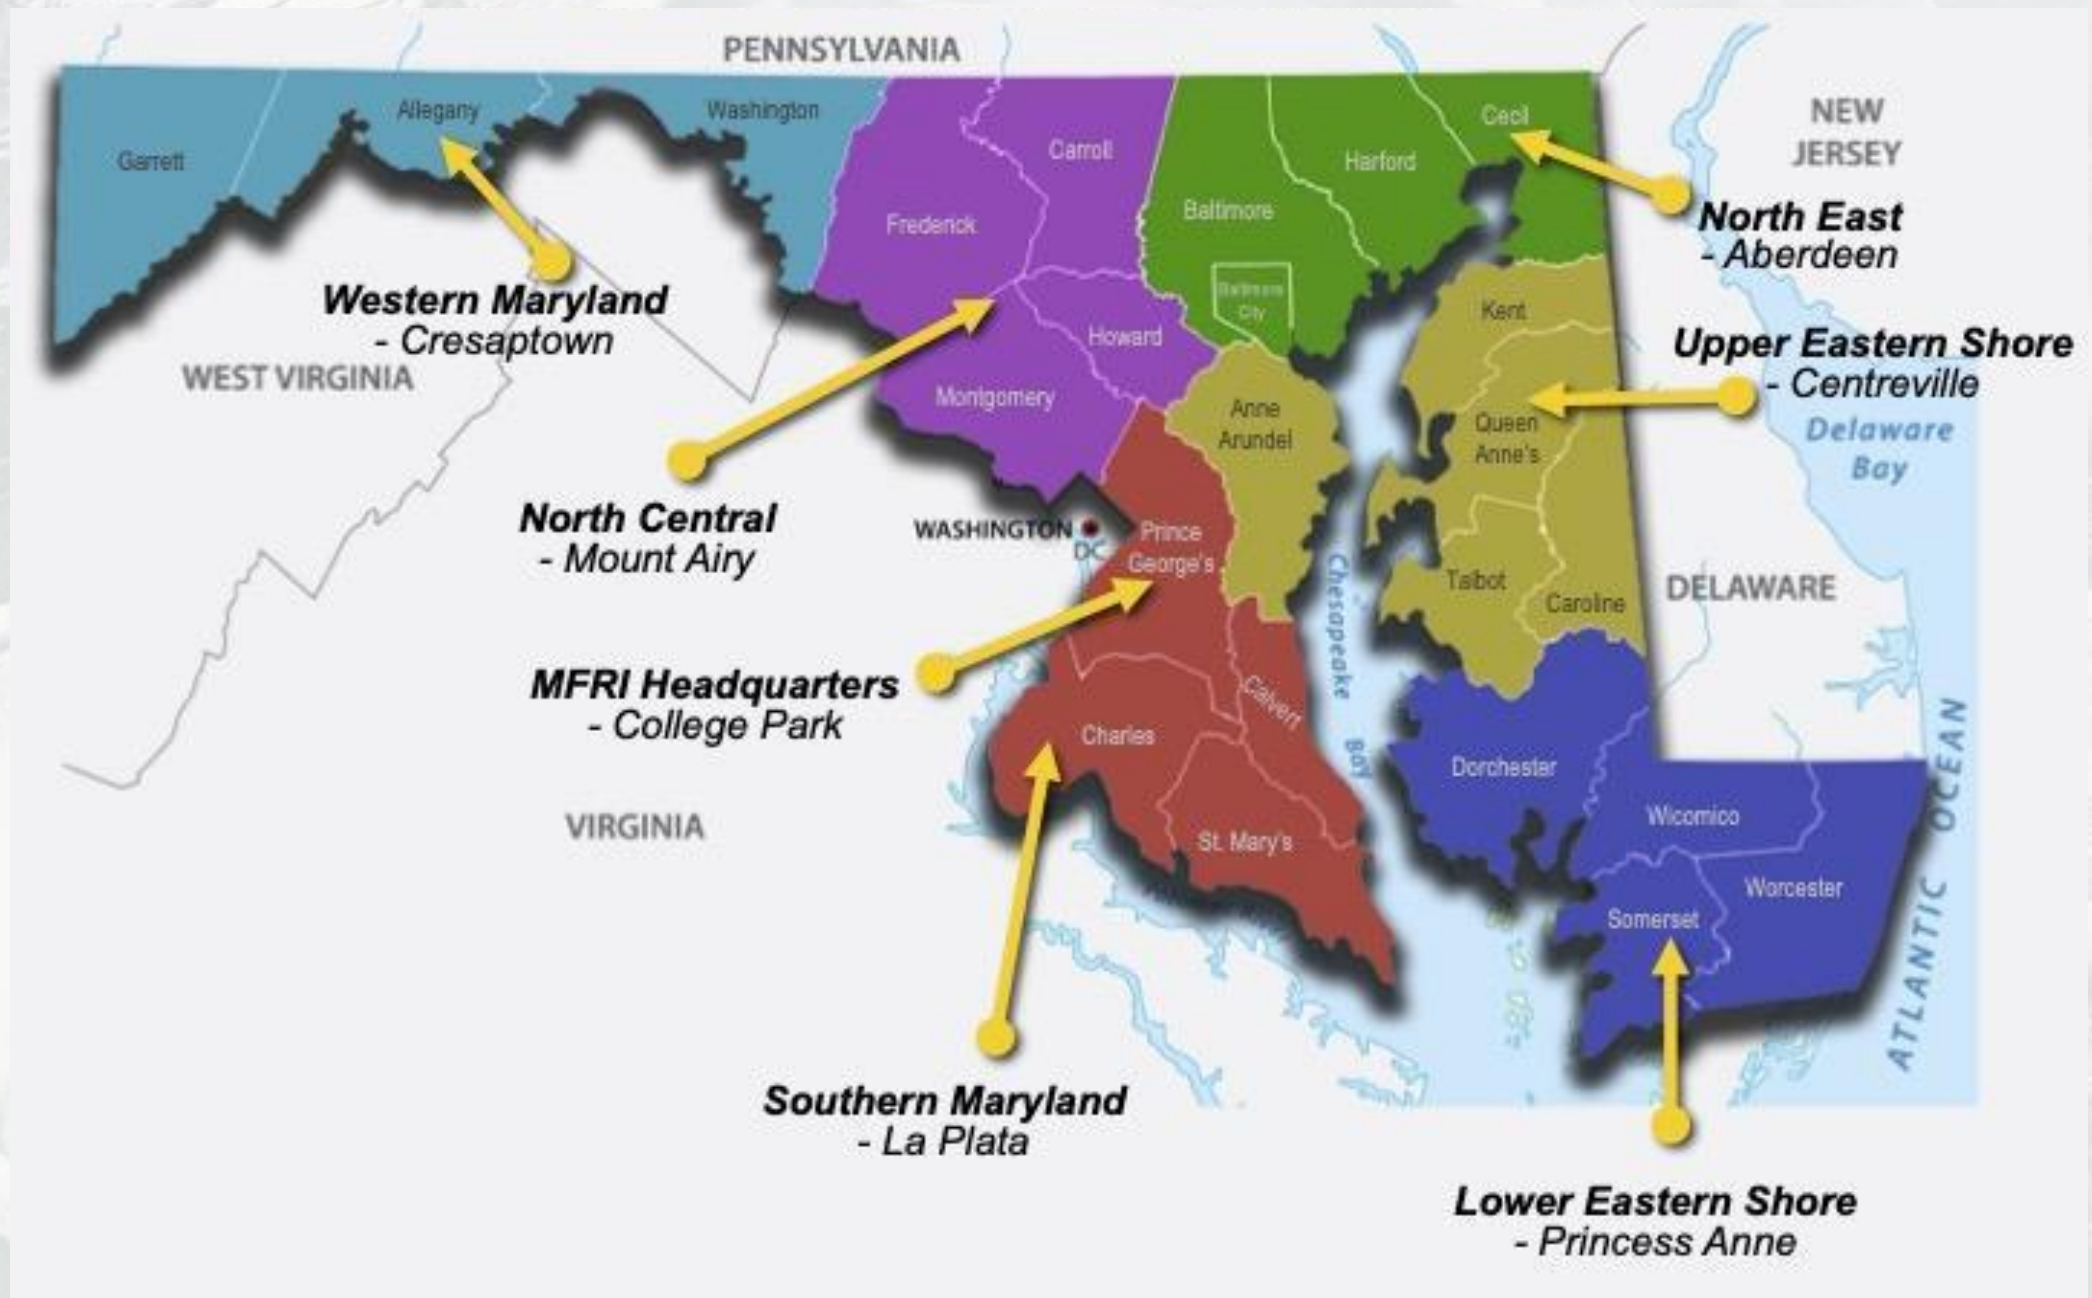 PENNSYLVANIA
NEW
JERSEY
Allegany
Washington
Cecil
Garrett
Carroll
Harford
Baltimore
Frederick
North East
- Aberdeen
Western Maryland
- Cresaptown
Baltimore
City
Kent
Howard
Upper Eastern Shore
- Centreville
WEST VIRGINIA
Montgomery
Anne
Arundel
Queen
Anne's
Delaware
Bay
North Central
- Mount Airy
WASHINGTON
DC
Prince
George's
Talbot
Caroline
DELAWARE
Chesapeake
Bay
MFRI Headquarters
- College Park
Calvert
Charles
Dorchester
ATLANTIC OCEAN
Wicomico
VIRGINIA
St. Mary's
Worcester
Somerset
Southern Maryland
- La Plata
Lower Eastern Shore
- Princess Anne